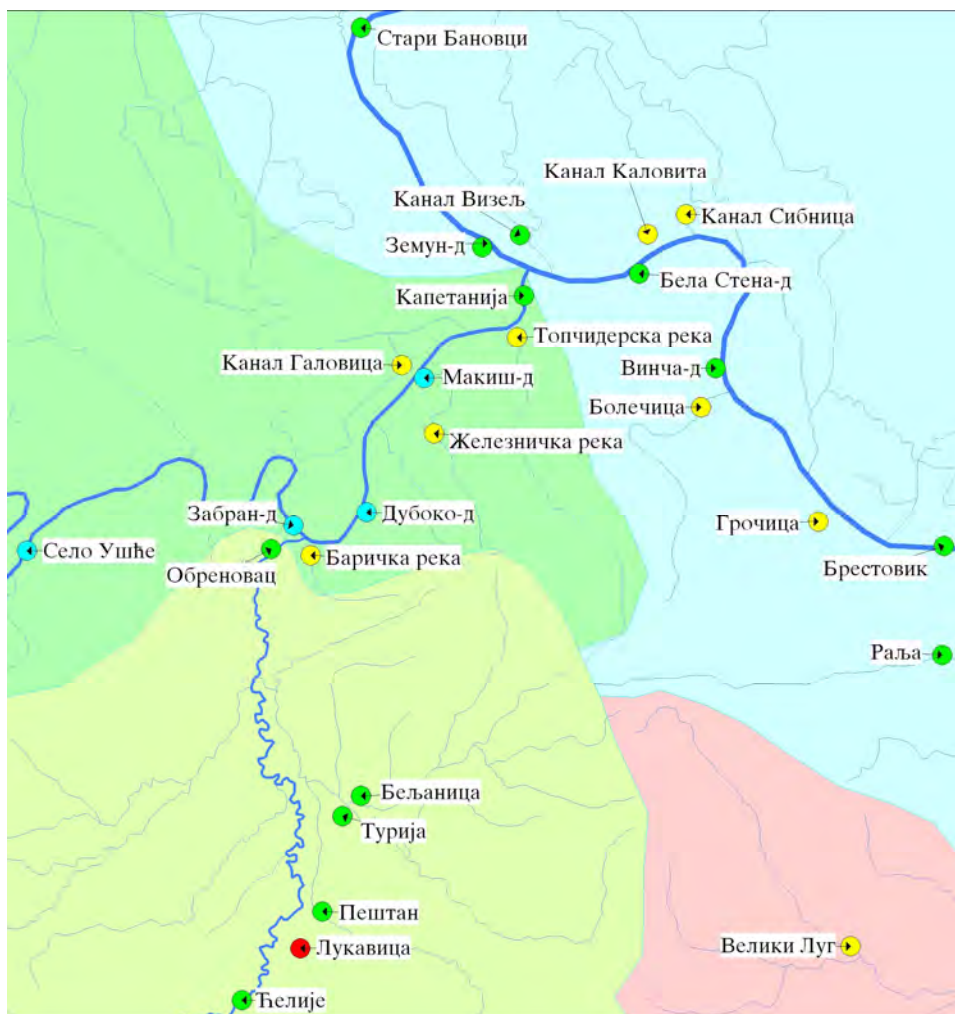 Стари Бановци
Канал Каловита
Канал Визељ
Канал Сибница
Земун-д
Бела Стена-д
Капетанија
Топчидерска река
Канал Галовица
Винча-д
Макиш-д
Болечица
Железничка река
Забран-д
Дубоко-д
Грочица
Село Ушће
Баричка река
Брестовик
Обреновац
Раља
Бељаница
Турија
Пештан
Лукавица
Велики Луг
Ћелије